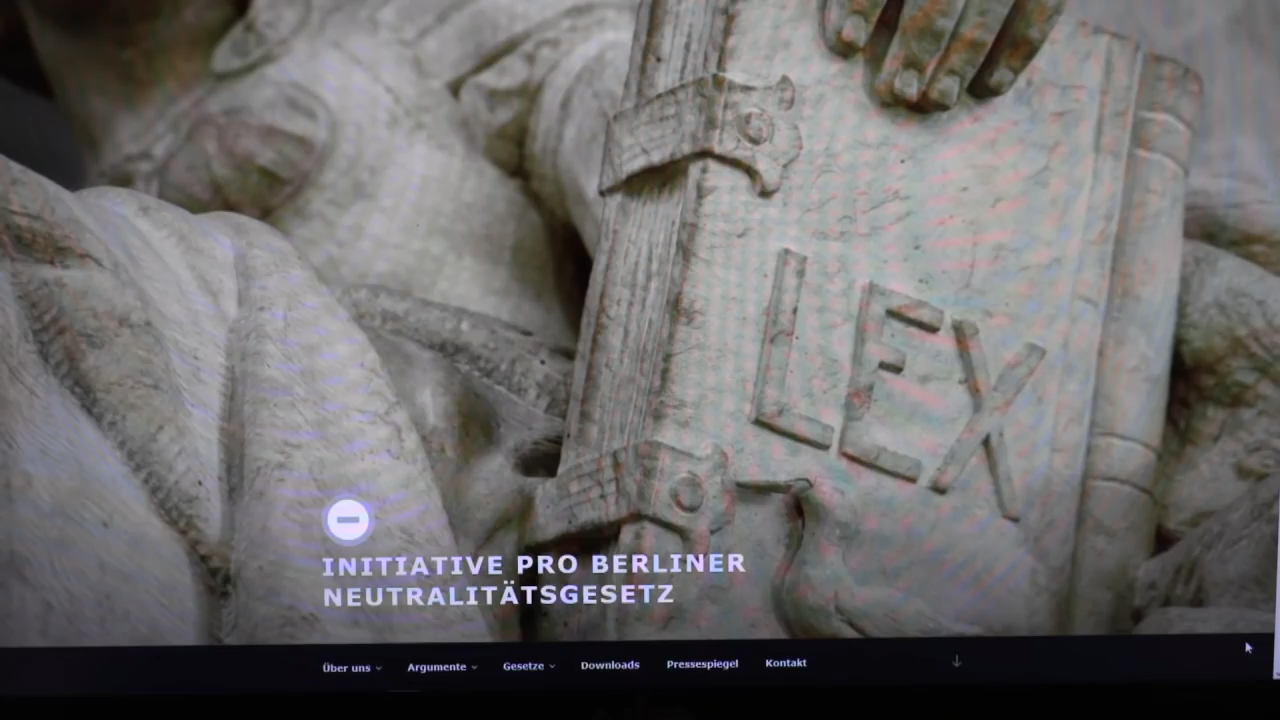 LEX
INITIATIVE PRO BERLINER
NEUTRALITÄTSGESETZ
Über uns Argumente Gesetze Downloads Pressespiegel Kontakt